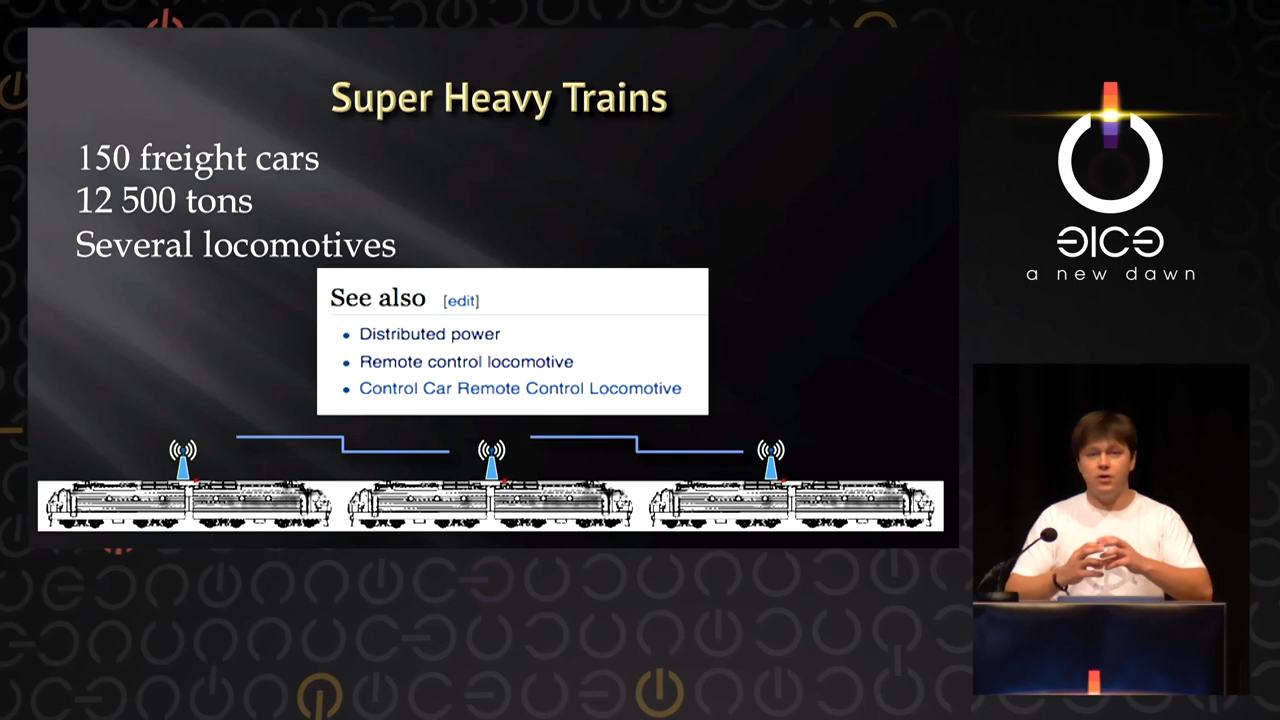 Super Heavy Trains
150 freight cars
12 500 tons
Several locomotives
See also [edit]
Distributed power
Remote control locomotive
Control Car Remote Control Locomotive
31C3
a new dawn